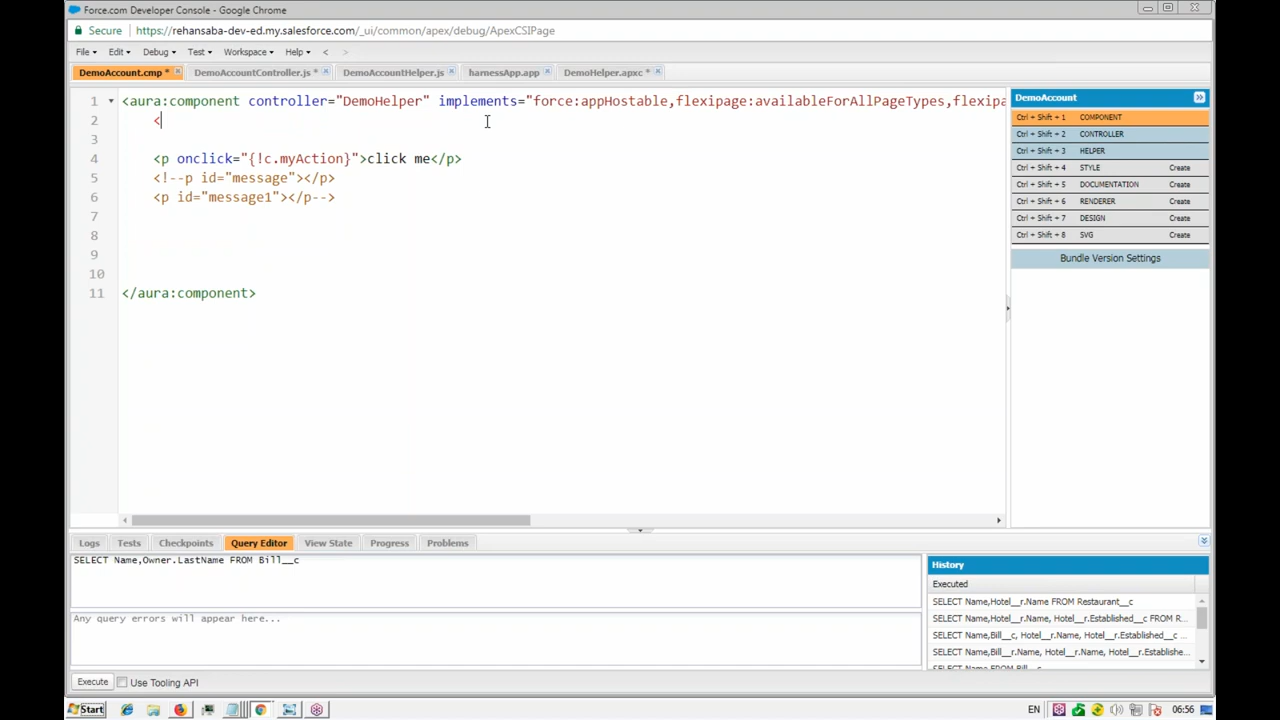 Force.com Developer Console - Google Chrome
Secure https://rehansaba-dev-ed.my.salesforce.com/_ui/common/apex/debug/ApexCSIPage
File Edit Debug Test Workspace Help < >
DemoAccount.cmp * DemoAccountController.js * DemoAccountHelper.js harnessApp.app DemoHelper.apxc *
1 <aura:component controller="DemoHelper" implements="force:appHostable,flexipage:availableForAllPageTypes,flexipa
2 <
3
4 <p onclick="{!c.myAction}">click me</p>
5 <!--p id="message"></p>
6 <p id="message1"></p-->
7
8
9
10
11 </aura:component>
DemoAccount
Ctrl + Shift + 1 COMPONENT
Ctrl + Shift + 2 CONTROLLER
Ctrl + Shift + 3 HELPER
Ctrl + Shift + 4 STYLE Create
Ctrl + Shift + 5 DOCUMENTATION Create
Ctrl + Shift + 6 RENDERER Create
Ctrl + Shift + 7 DESIGN Create
Ctrl + Shift + 8 SVG Create
Bundle Version Settings
Logs Tests Checkpoints Query Editor View State Progress Problems
SELECT Name,Owner.LastName FROM Bill__c
Any query errors will appear here...
Execute Use Tooling API
History
Executed
SELECT Name,Hotel__r.Name FROM Restaurant__c
SELECT Name,Hotel__r.Name, Hotel__r.Established__c FROM R...
SELECT Name,Bill__c, Hotel__r.Name, Hotel__r.Established__c ...
SELECT Name,Bill__r.Name, Hotel__r.Name, Hotel__r.Establishe...
SELECT Name FROM Bill__c
Start EN 06:56